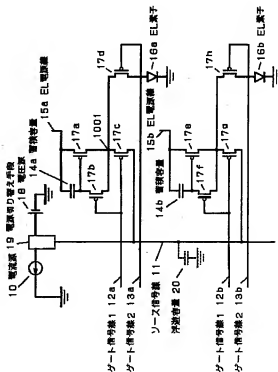 10 電流源
19 電源切り替え手段
18 電圧源
14a 蓄積容量
15a EL電源線
17a
17b
1001
17c
17d
16a EL素子
ゲート信号線1 12a
ゲート信号線2 13a
ソース信号線 11
浮遊容量 20
14b 蓄積容量
15b EL電源線
17e
17f
17g
17h
16b EL素子
ゲート信号線1 12b
ゲート信号線2 13b